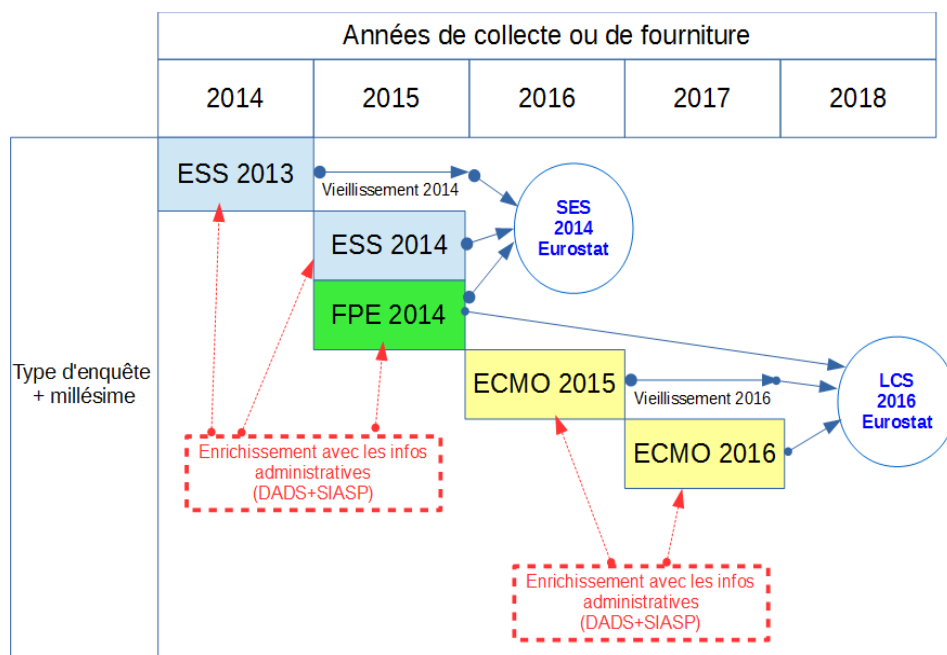 Années de collecte ou de fourniture
2014
2015
2016
2017
2018
Type d'enquête
+ millésime
ESS 2013
Vieillissement 2014
SES
2014
Eurostat
ESS 2014
FPE 2014
ECMO 2015
Vieillissement 2016
LCS
2016
Eurostat
ECMO 2016
Enrichissement avec les infos
administratives
(DADS+SIASP)
Enrichissement avec les infos
administratives
(DADS+SIASP)